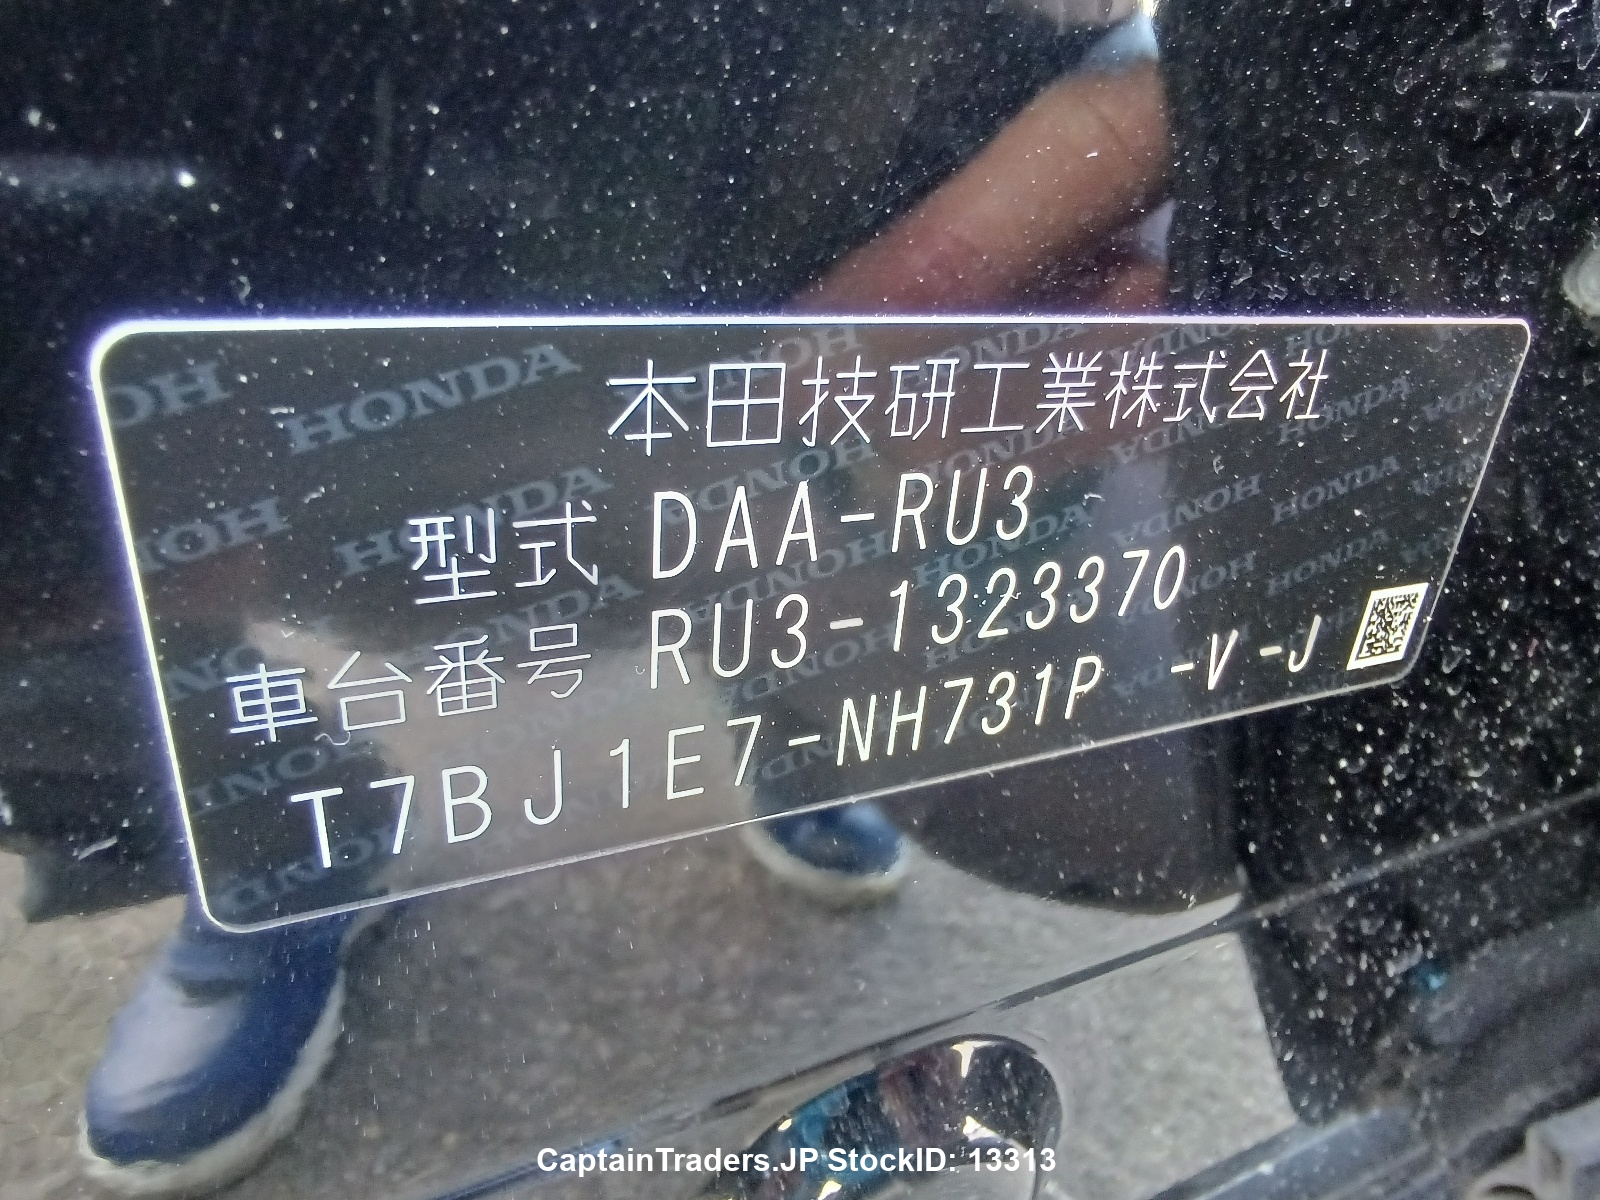 本田技研工業株式会社
型式 DAA-RU3
車台番号 RU3-1323370
T7BJ1E7-NH731P -V-J
CaptainTraders.JP StockID: 13313